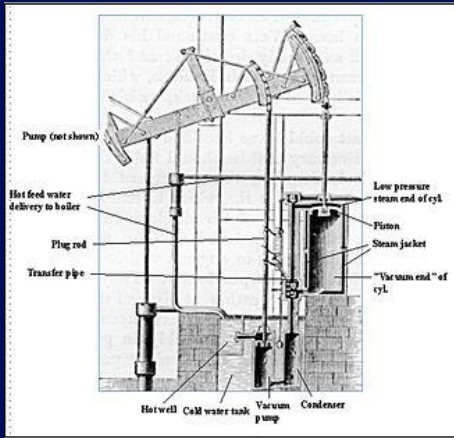 Pump (not shown)
Hot feed water
delivery to boiler
Plug rod
Transfer pipe
Low pressure
steam end of cyl.
Piston
Steam jacket
"Vacuum end" of
cyl.
Hot well
Cold water tank
Vacuum
pump
Condenser